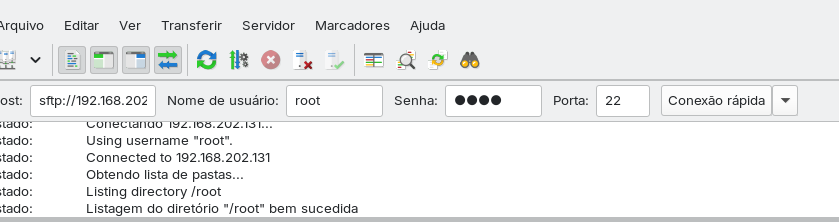 Arquivo Editar Ver Transferir Servidor Marcadores Ajuda
ost: sftp://192.168.202 Nome de usuário: root Senha: ●●●● Porta: 22 Conexão rápida
stado: Conectando 192.168.202.131...
stado: Using username "root".
stado: Connected to 192.168.202.131
stado: Obtendo lista de pastas...
stado: Listing directory /root
stado: Listagem do diretório "/root" bem sucedida